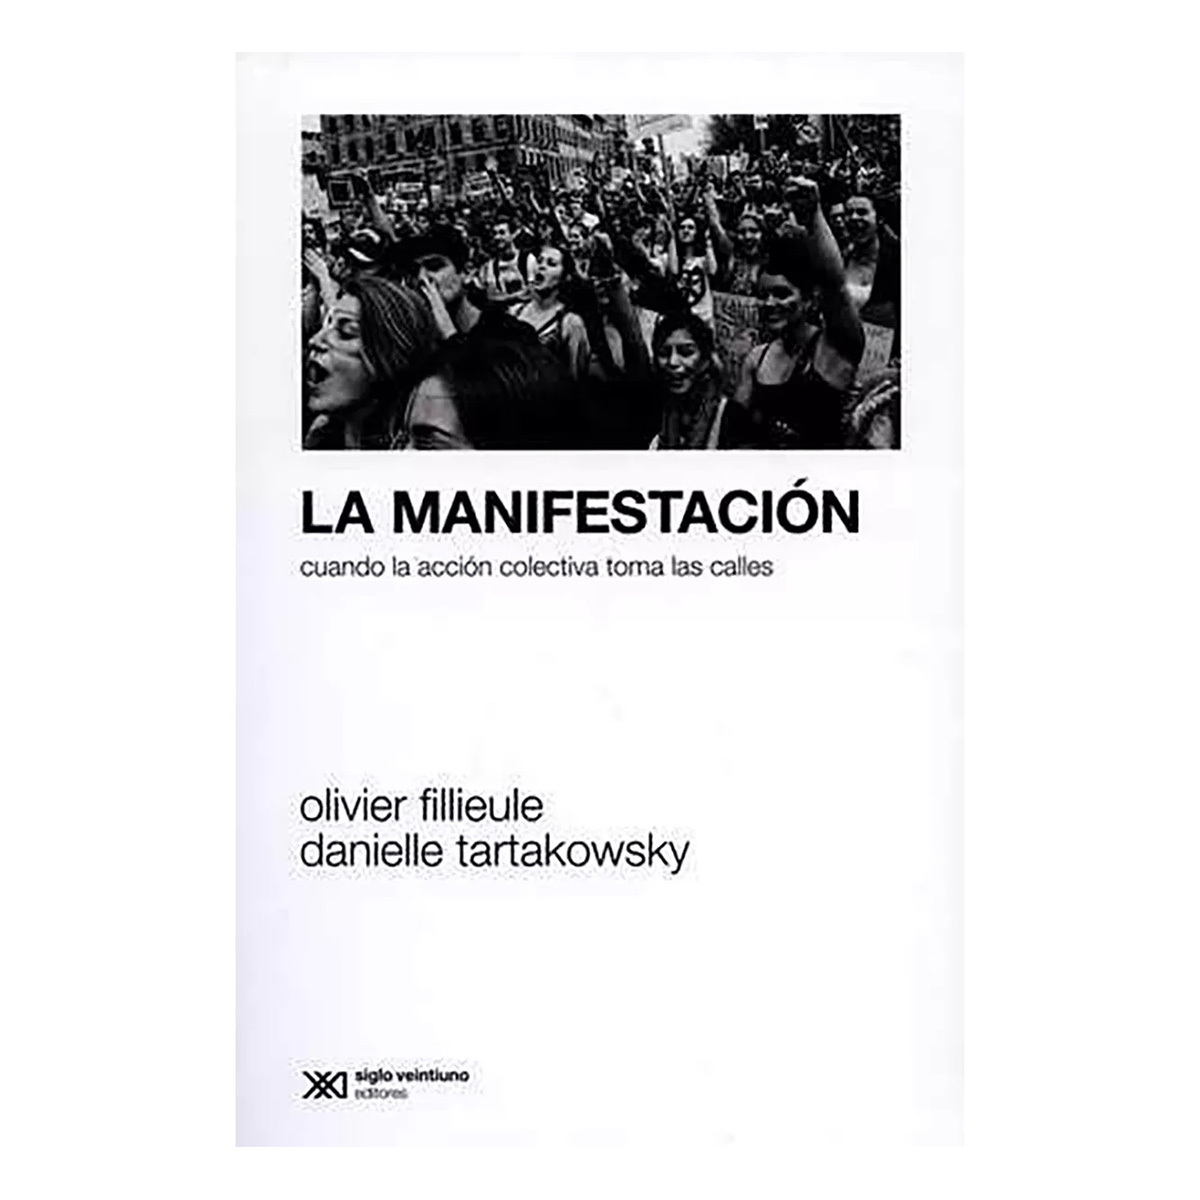 LA MANIFESTACIÓN
cuando la acción colectiva toma las calles
olivier fillieule
danielle tartakowsky
siglo veintiuno
editores